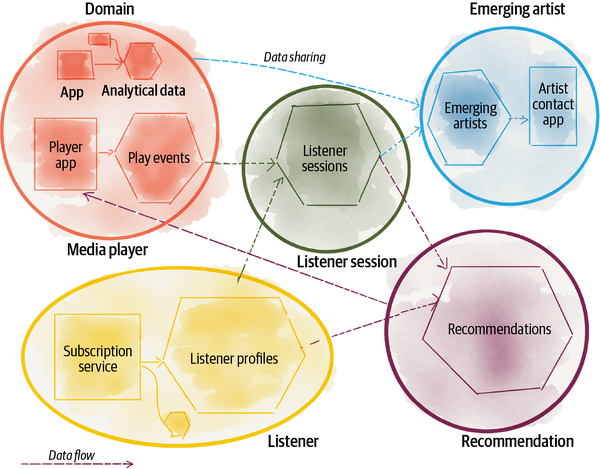 Domain
Emerging artist
Data sharing
App
Analytical data
Player
app
Play events
Listener
sessions
Emerging
artists
Artist
contact
app
Media player
Listener session
Subscription
service
Listener profiles
Recommendations
Listener
Recommendation
Data flow